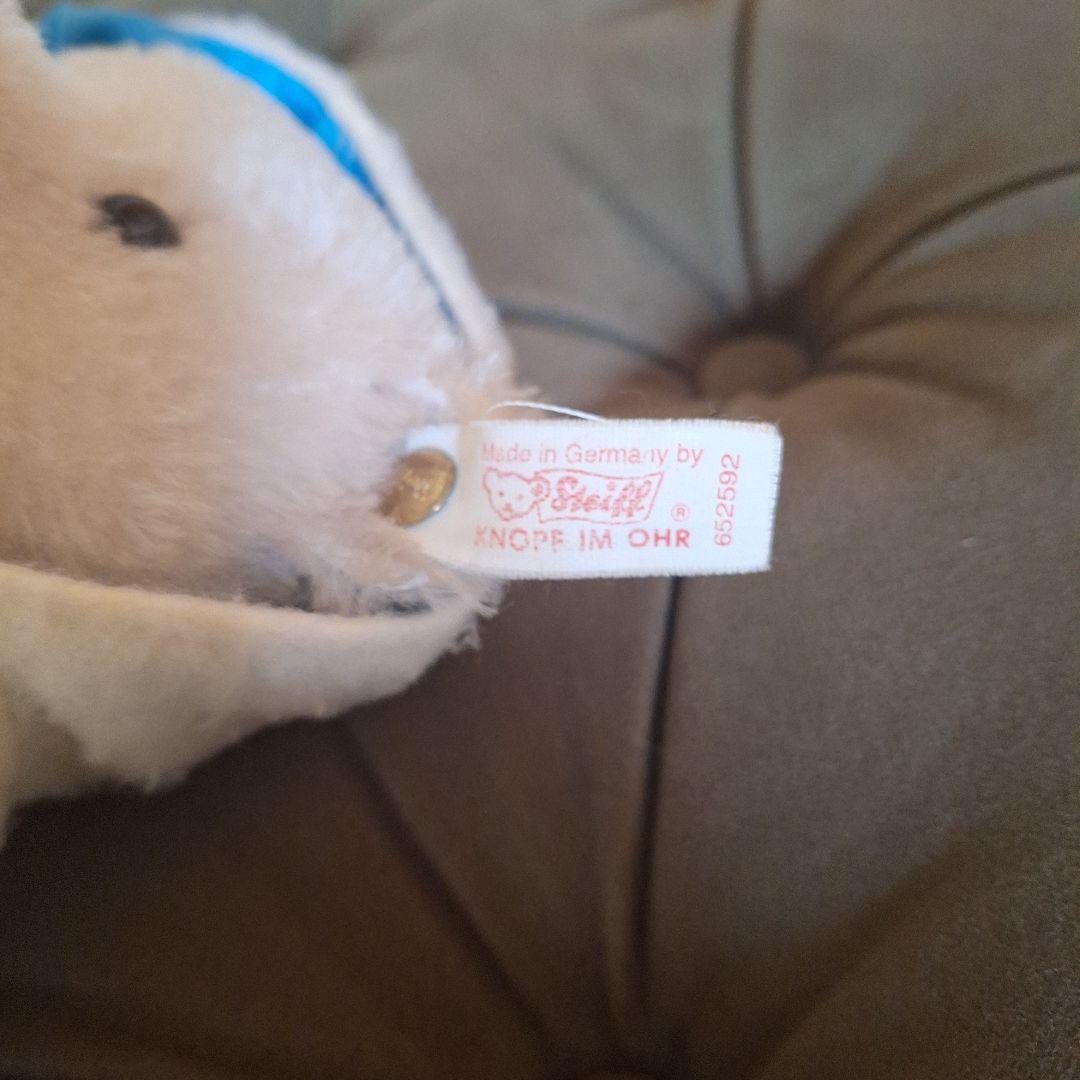 Made in Germany by
Steiff ®
KNOPF IM OHR
652592